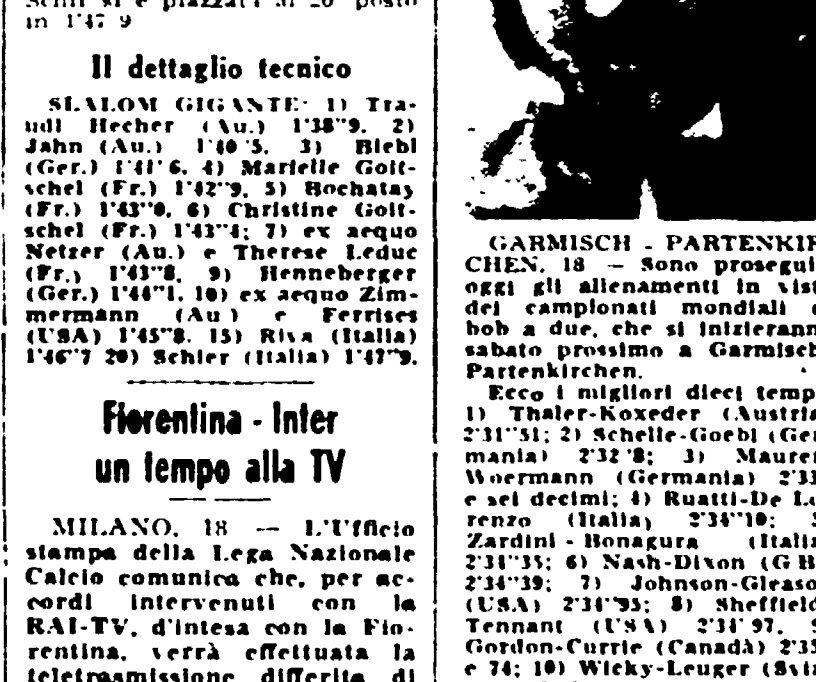 Schir si è piazzati al 20° posto
in 1'47"9
Il dettaglio tecnico
SLALOM GIGANTE: 1) Tra-
udl Hecher (Au.) 1'38"9, 2)
Jahn (Au.) 1'40"5, 3) Biebl
(Ger.) 1'41"6, 4) Marielle Goit-
schel (Fr.) 1'42"9, 5) Bochatay
(Fr.) 1'43"0, 6) Christine Goit-
schel (Fr.) 1'43"4; 7) ex aequo
Netzer (Au.) e Therese Leduc
(Fr.) 1'43"8, 9) Henneberger
(Ger.) 1'44"1, 10) ex aequo Zim-
mermann (Au.) e Ferrises
(USA) 1'45"8. 15) Riva (Italia)
1'46"7 20) Schier (Italia) 1'47"9.
Fiorentina - Inter
un tempo alla TV
MILANO, 18 — L'Ufficio
stampa della Lega Nazionale
Calcio comunica che, per ac-
cordi intervenuti con la
RAI-TV, d'intesa con la Fio-
rentina, verrà effettuata la
teletrasmissione differita di
GARMISCH - PARTENKIR
CHEN, 18 — Sono prosegui
oggi gli allenamenti in vist
dei campionati mondiali d
bob a due, che si inizierann
sabato prossimo a Garmisch
Partenkirchen.
Ecco i migliori dieci temp
1) Thaler-Koxeder (Austria
2'31"51; 2) Schelle-Goebl (Ger
mania) 2'32"8; 3) Maurer
Woermann (Germania) 2'33
e sei decimi; 4) Ruatti-De Lo
renzo (Italia) 2'34"10; 5
Zardini - Bonagura (Italia
2'34"35; 6) Nash-Dixon (G B
2'34"39; 7) Johnson-Gleaso
(USA) 2'34"95; 8) Sheffield
Tennant (USA) 2'34"97, 9
Gordon-Currie (Canadà) 2'35
e 74; 10) Wicky-Leuger (Sviz